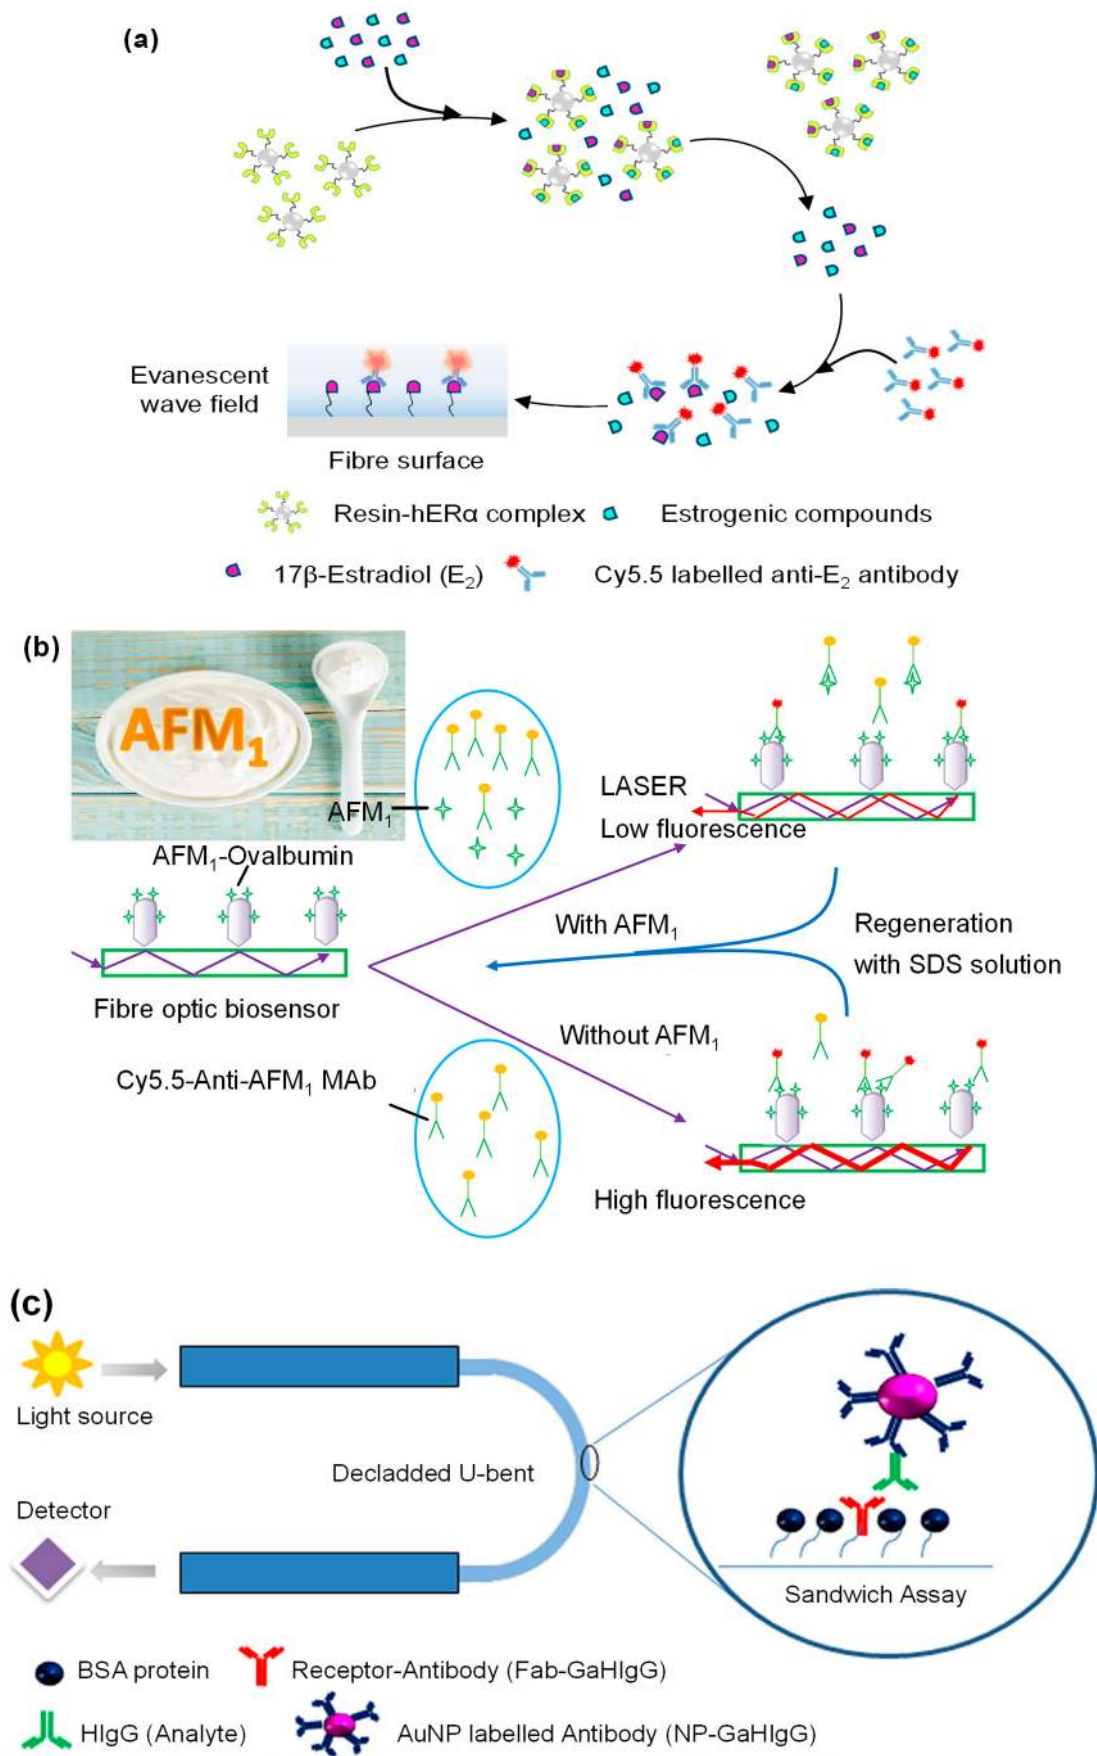 (a)
Evanescent
wave field
Fibre surface
Resin-hERα complex
Estrogenic compounds
17β-Estradiol (E₂)
Cy5.5 labelled anti-E₂ antibody
(b)
AFM₁
AFM₁
AFM₁-Ovalbumin
Fibre optic biosensor
Cy5.5-Anti-AFM₁ MAb
LASER
Low fluorescence
With AFM₁
Regeneration
with SDS solution
Without AFM₁
High fluorescence
(c)
Light source
Decladded U-bent
Detector
Sandwich Assay
BSA protein
Receptor-Antibody (Fab-GaHIgG)
HIgG (Analyte)
AuNP labelled Antibody (NP-GaHIgG)